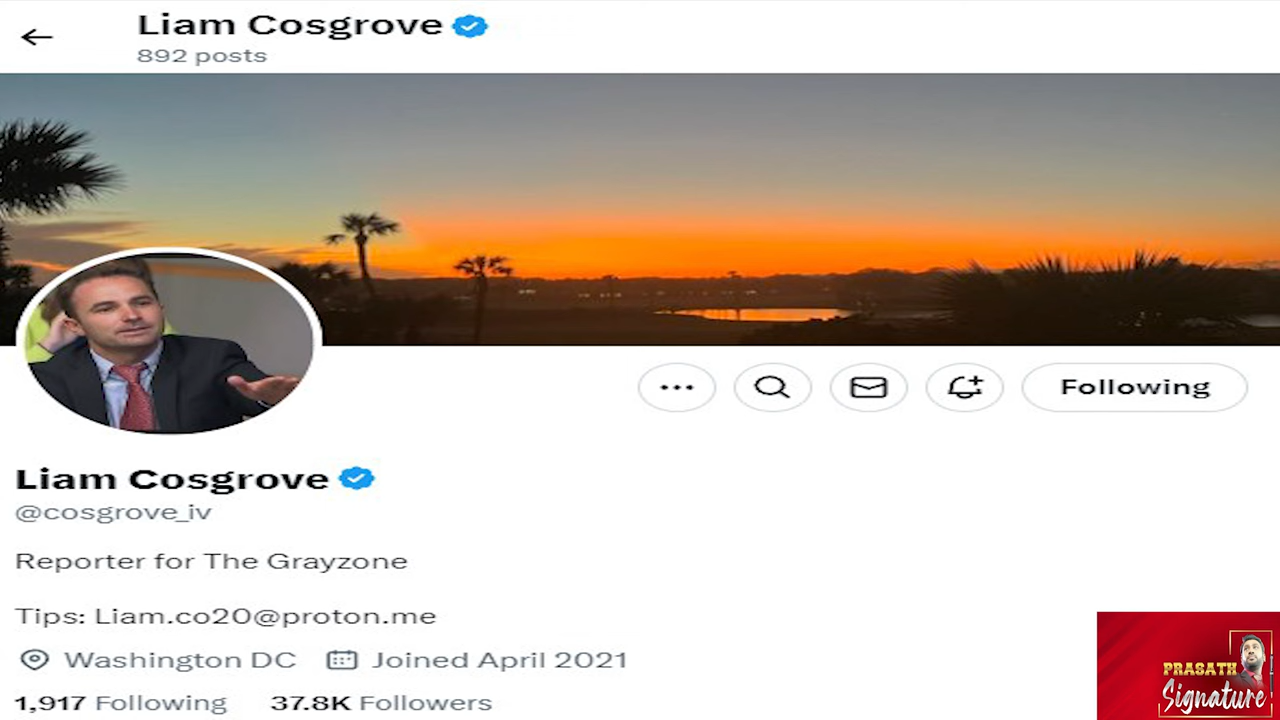 Liam Cosgrove
892 posts
Following
Liam Cosgrove
@cosgrove_iv
Reporter for The Grayzone
Tips: Liam.co20@proton.me
Washington DC Joined April 2021
1,917 Following 37.8K Followers
PRASATH
Signature